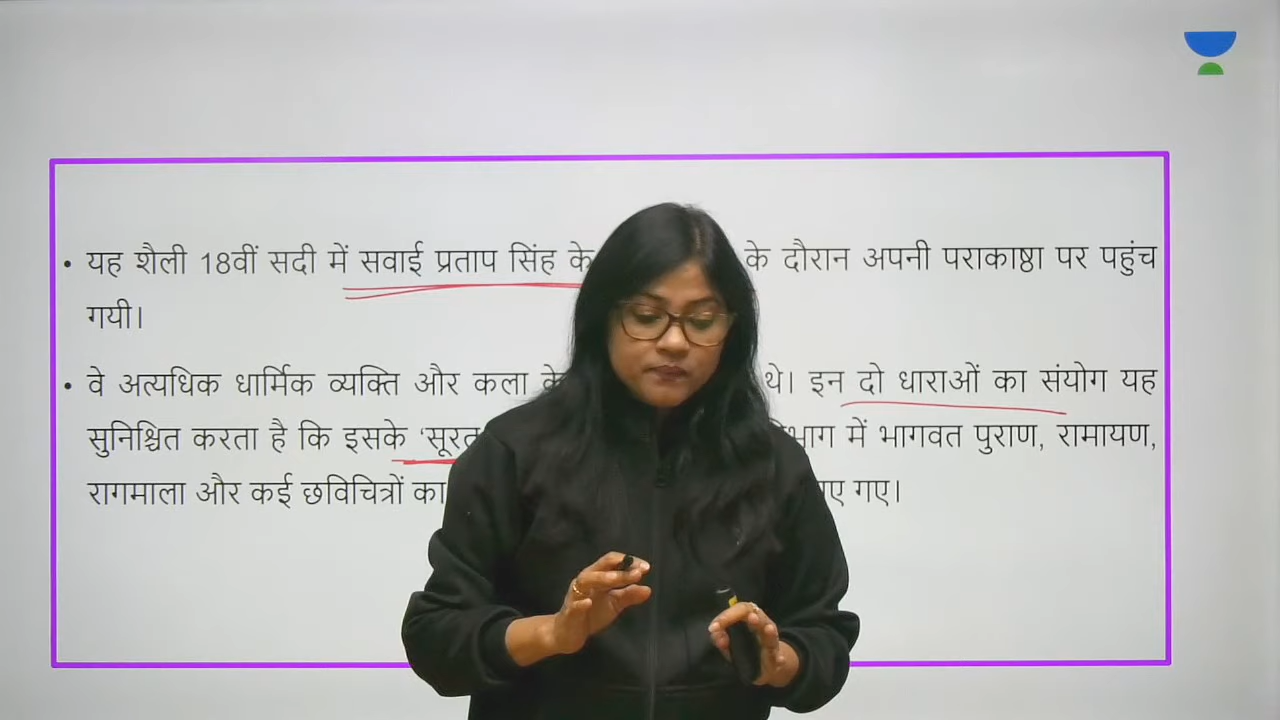 • यह शैली 18वीं सदी में सवाई प्रताप सिंह के के दौरान अपनी पराकाष्ठा पर पहुंच
गयी।
• वे अत्यधिक धार्मिक व्यक्ति और कला थे। इन दो धाराओं का संयोग यह
सुनिश्चित करता है कि इसके में भागवत पुराण, रामायण,
रागमाला और कई छविचित्रों का गए।